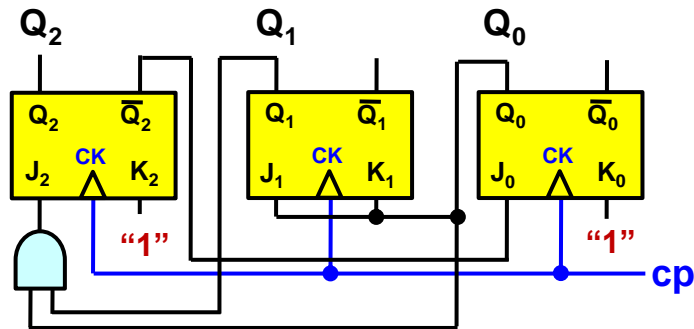 Q₂ Q₁ Q₀
Q₂ Q̅₂ Q₁ Q̅₁ Q₀ Q̅₀
J₂ CK K₂ J₁ CK K₁ J₀ CK K₀
“1” “1”
cp